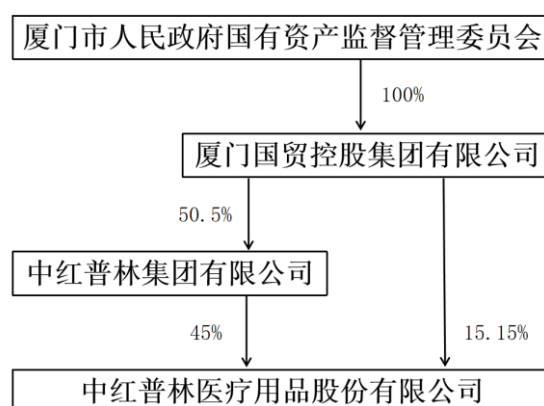 厦门市人民政府国有资产监督管理委员会
100%
厦门国贸控股集团有限公司
50.5%
中红普林集团有限公司
45%
15.15%
中红普林医疗用品股份有限公司